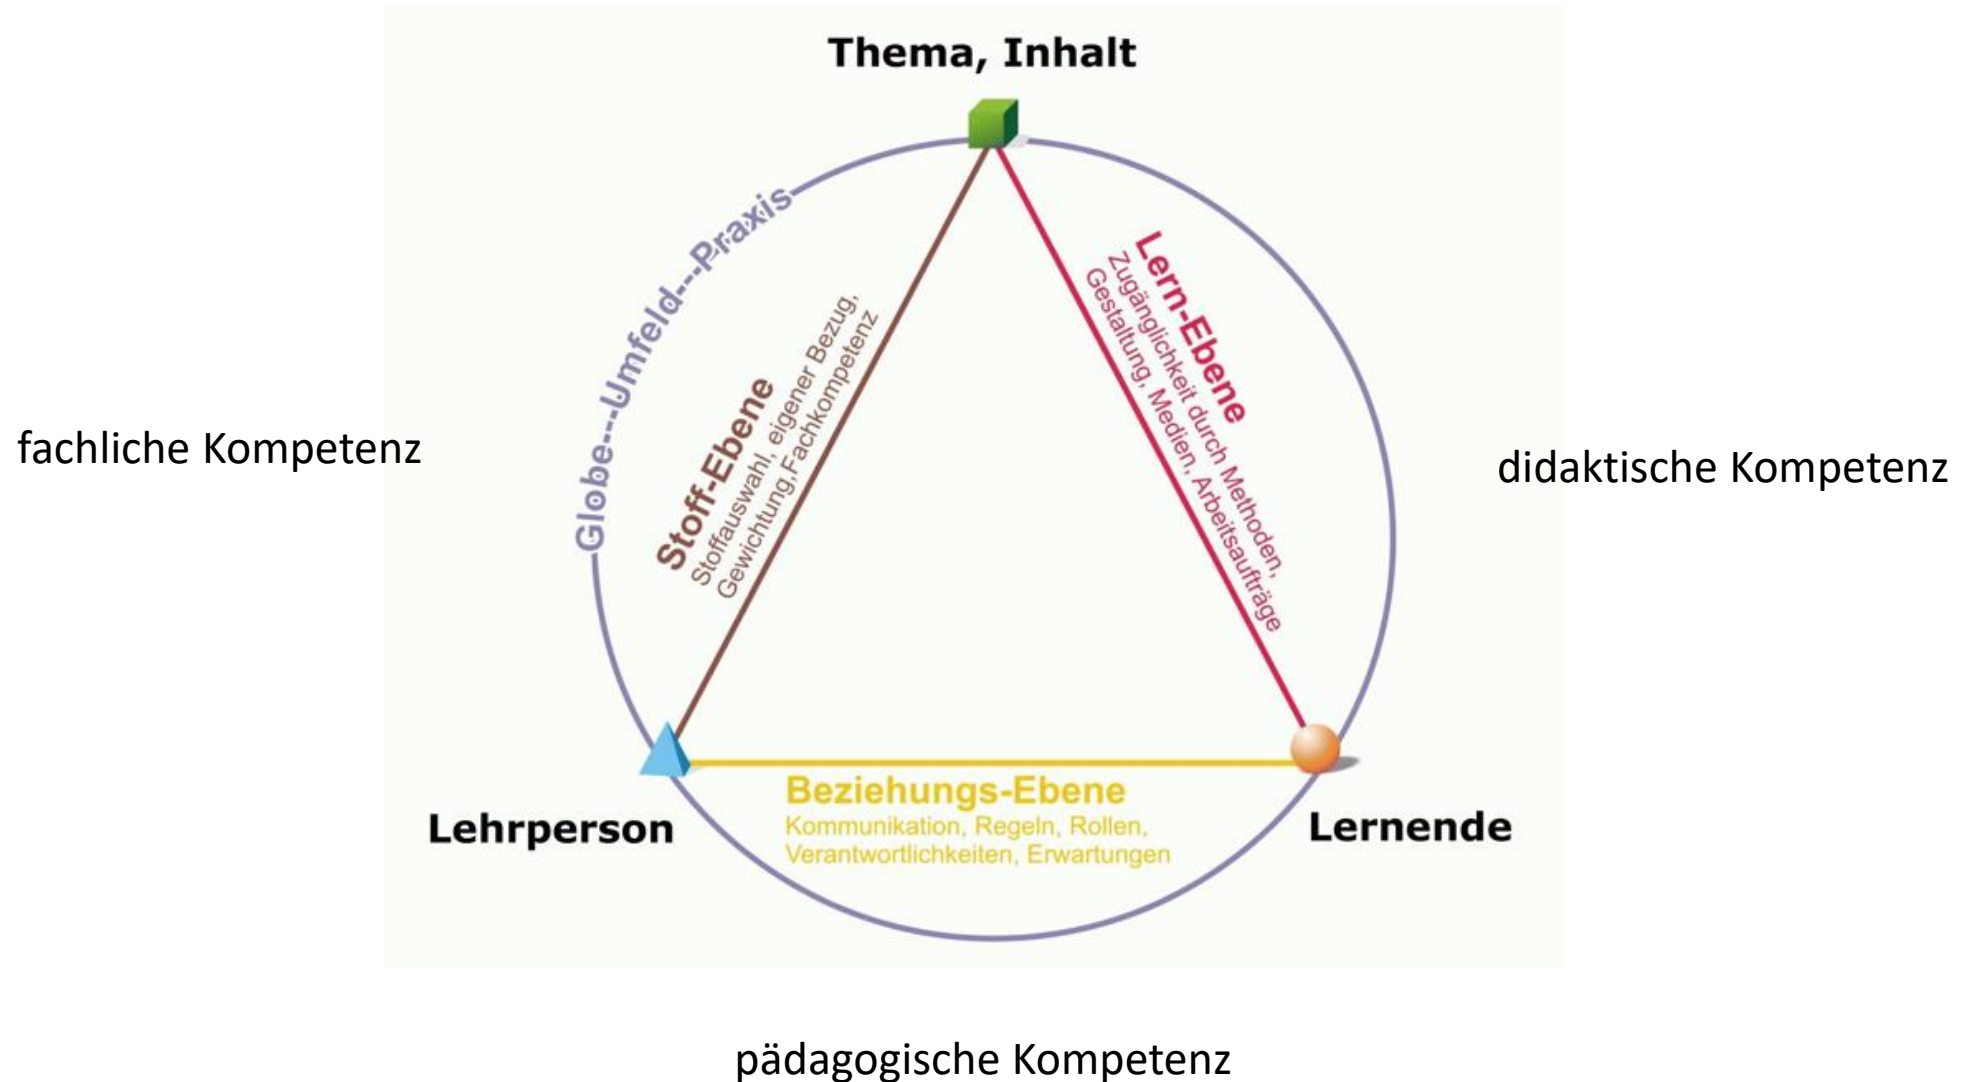 Thema, Inhalt
Globe---Umfeld---Praxis
Stoff-Ebene
Stoffauswahl, eigener Bezug,
Gewichtung,Fachkompetenz
Lern-Ebene
Zugänglichkeit durch Methoden,
Gestaltung, Medien, Arbeitsaufträge
fachliche Kompetenz
didaktische Kompetenz
Beziehungs-Ebene
Kommunikation, Regeln, Rollen,
Verantwortlichkeiten, Erwartungen
Lehrperson
Lernende
pädagogische Kompetenz